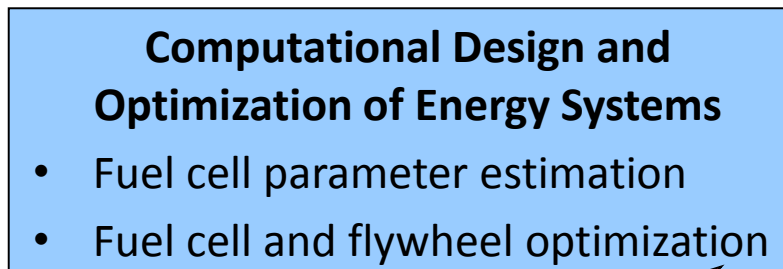 Computational Design and
Optimization of Energy Systems
• Fuel cell parameter estimation
• Fuel cell and flywheel optimization